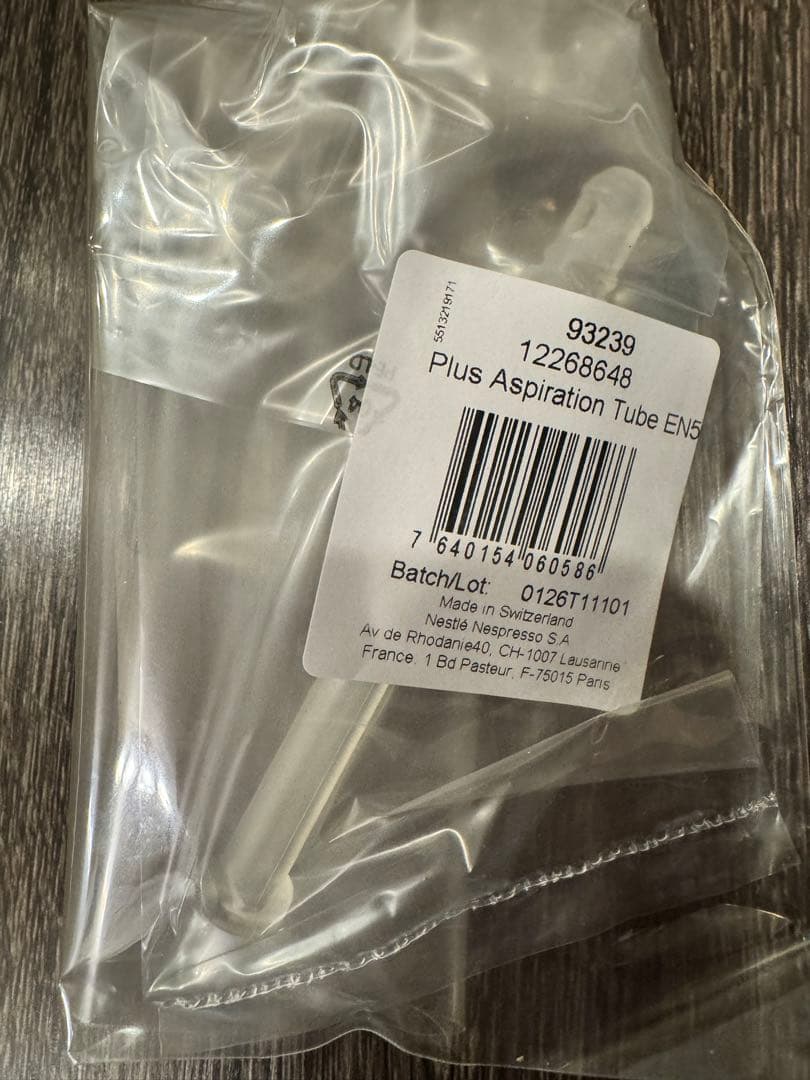 5513219171
93239
12268648
Plus Aspiration Tube EN5
7 640154 060586
Batch/Lot: 0126T11101
Made in Switzerland
Nestlé Nespresso S.A
Av de Rhodanie40, CH-1007 Lausanne
France. 1 Bd Pasteur, F-75015 Paris